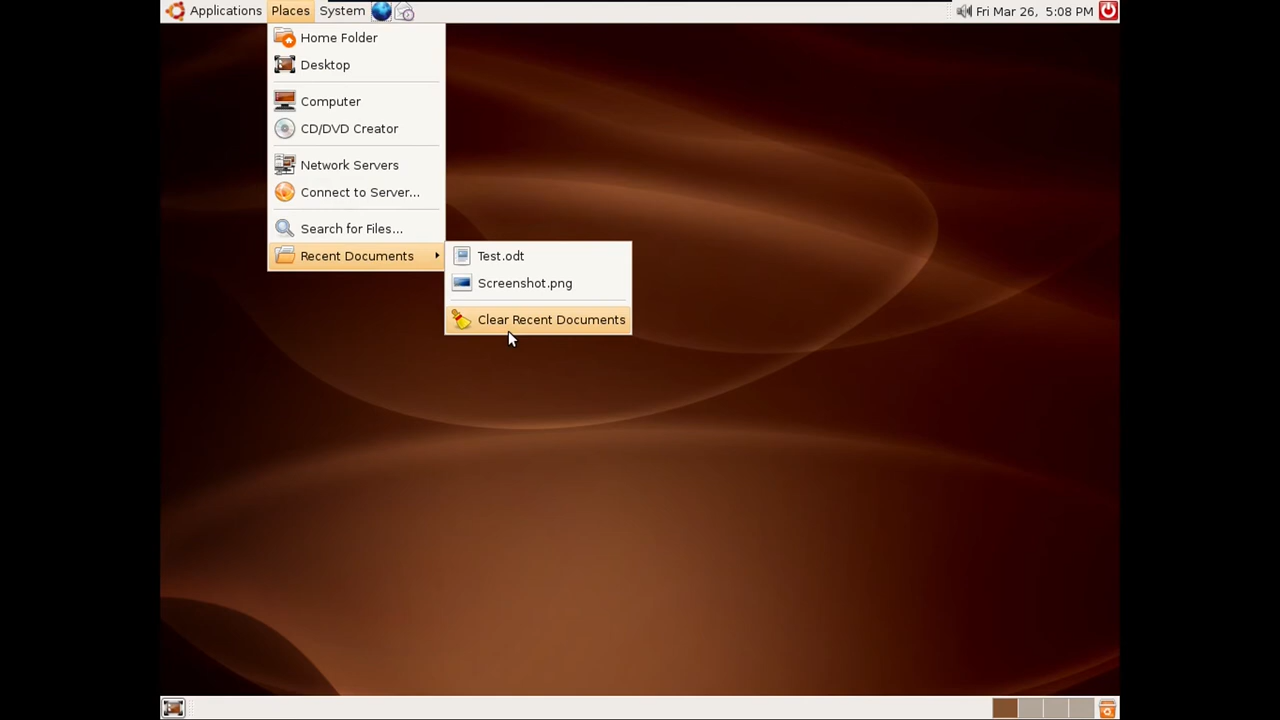 Applications Places System Fri Mar 26, 5:08 PM
Home Folder
Desktop
Computer
CD/DVD Creator
Network Servers
Connect to Server...
Search for Files...
Recent Documents
Test.odt
Screenshot.png
Clear Recent Documents